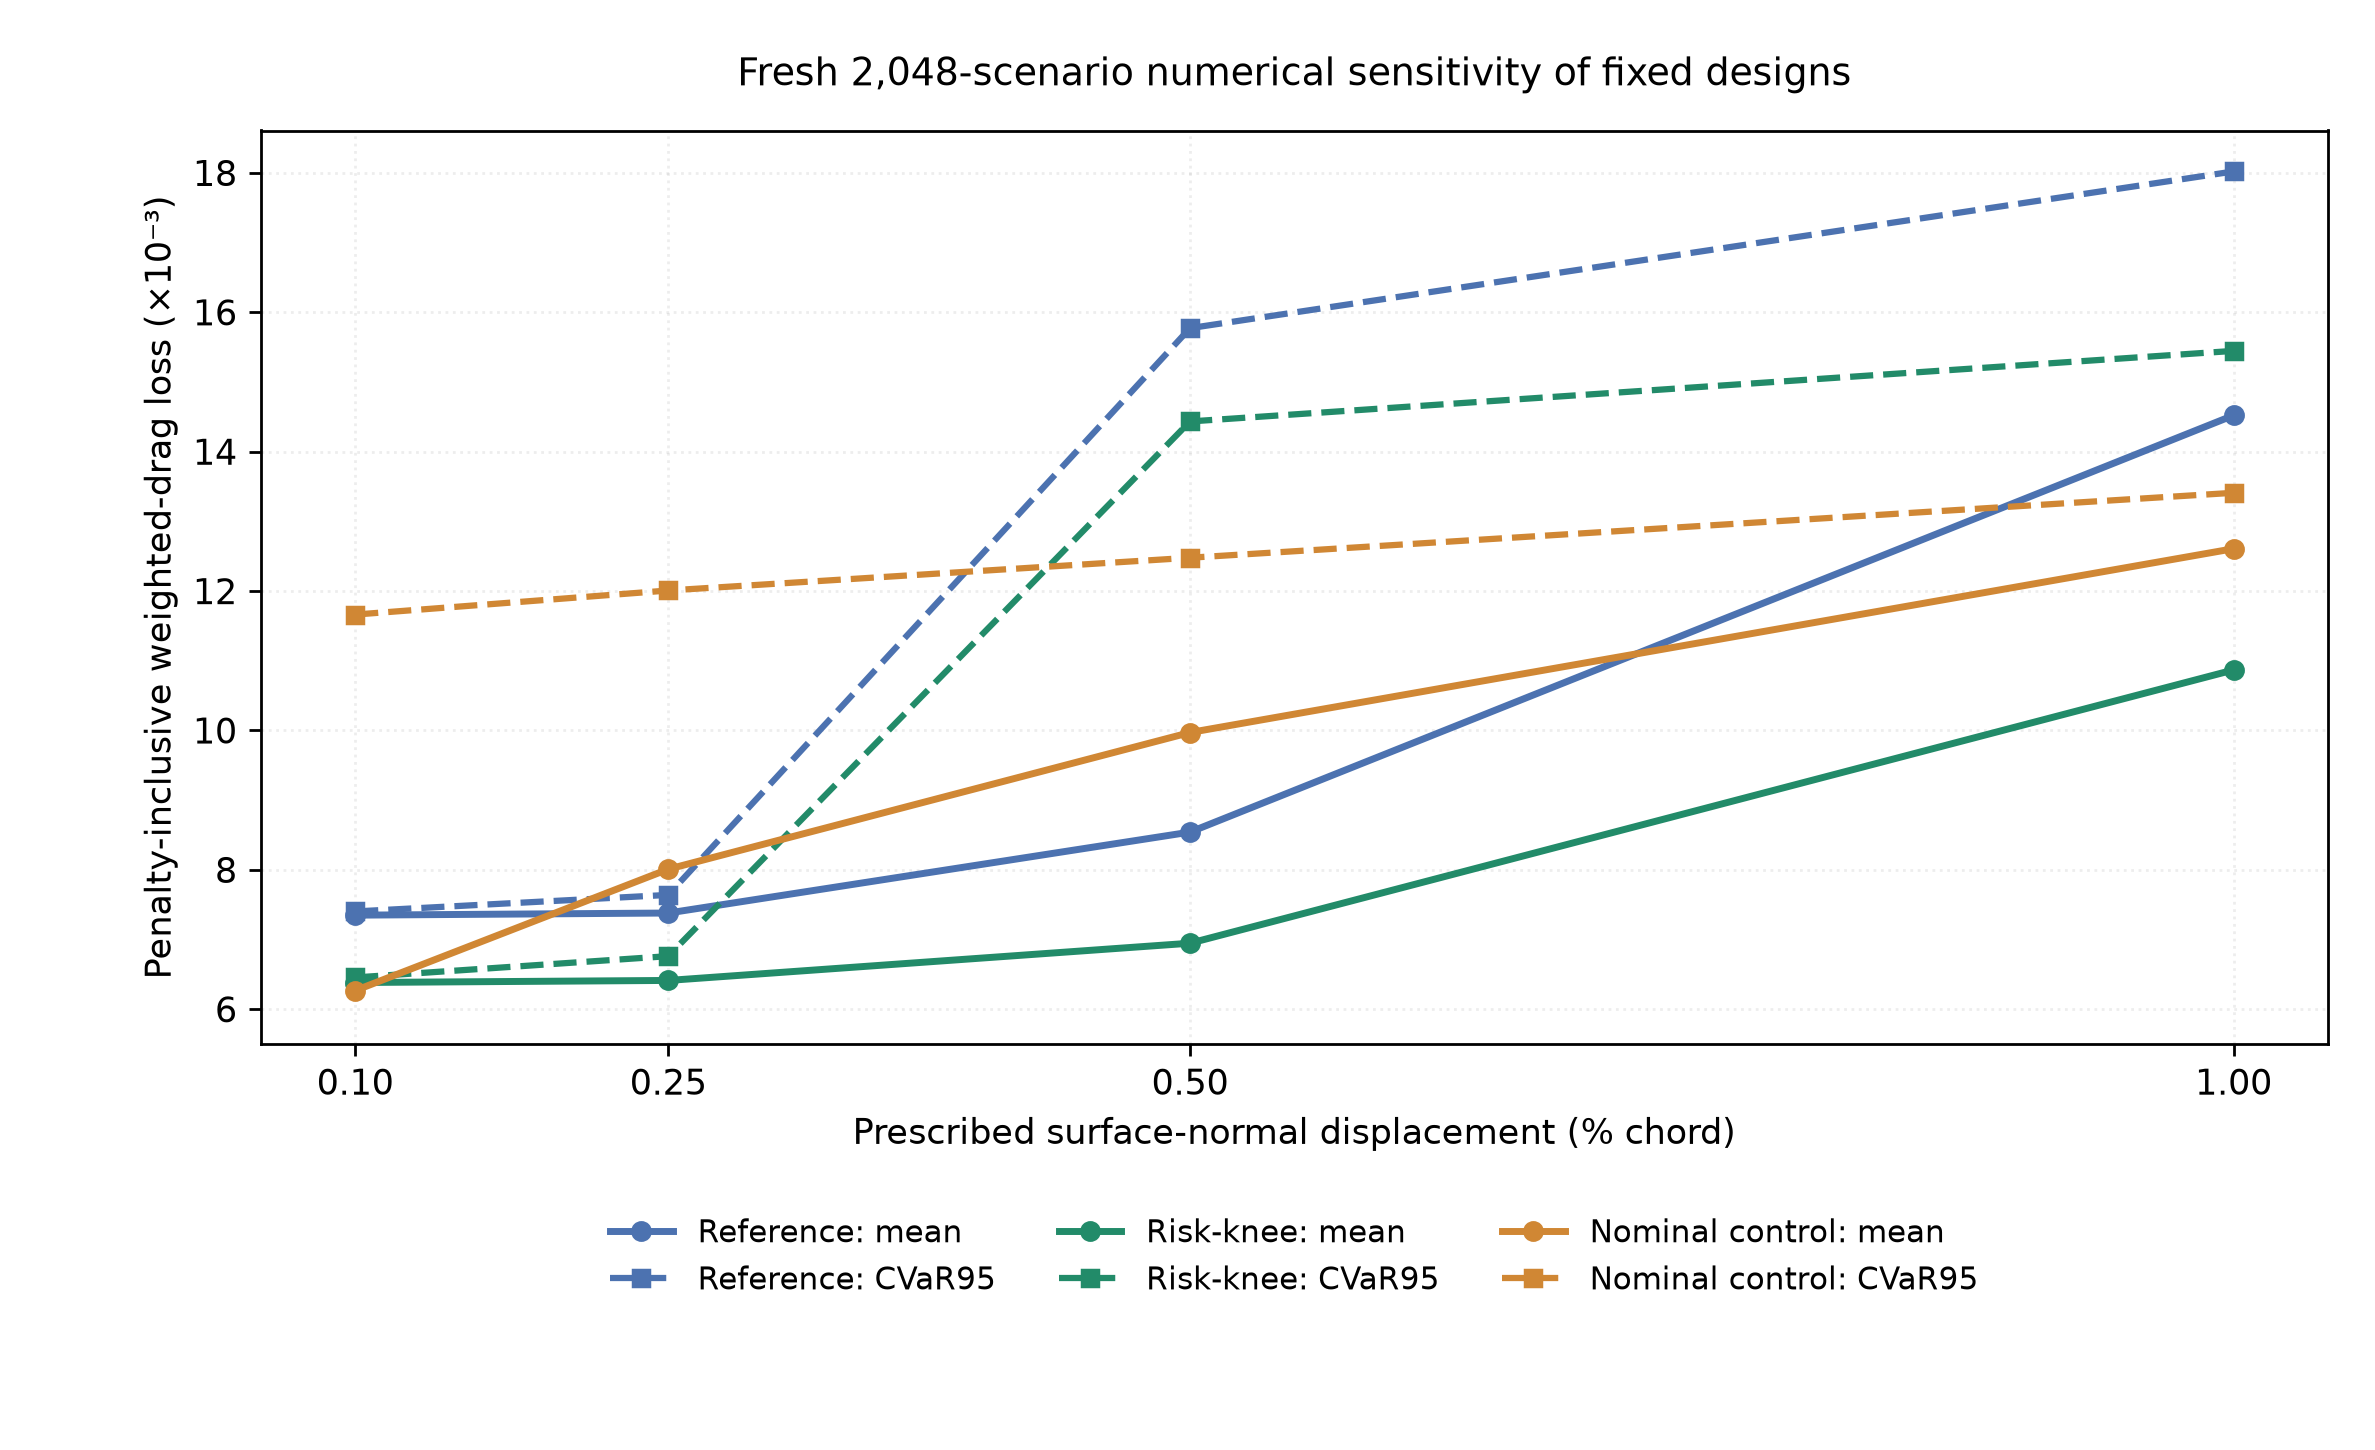 Fresh 2,048-scenario numerical sensitivity of fixed designs
Penalty-inclusive weighted-drag loss (×10⁻³)
18
16
14
12
10
8
6
0.10 0.25 0.50 1.00
Prescribed surface-normal displacement (% chord)
Reference: mean Risk-knee: mean Nominal control: mean
Reference: CVaR95 Risk-knee: CVaR95 Nominal control: CVaR95